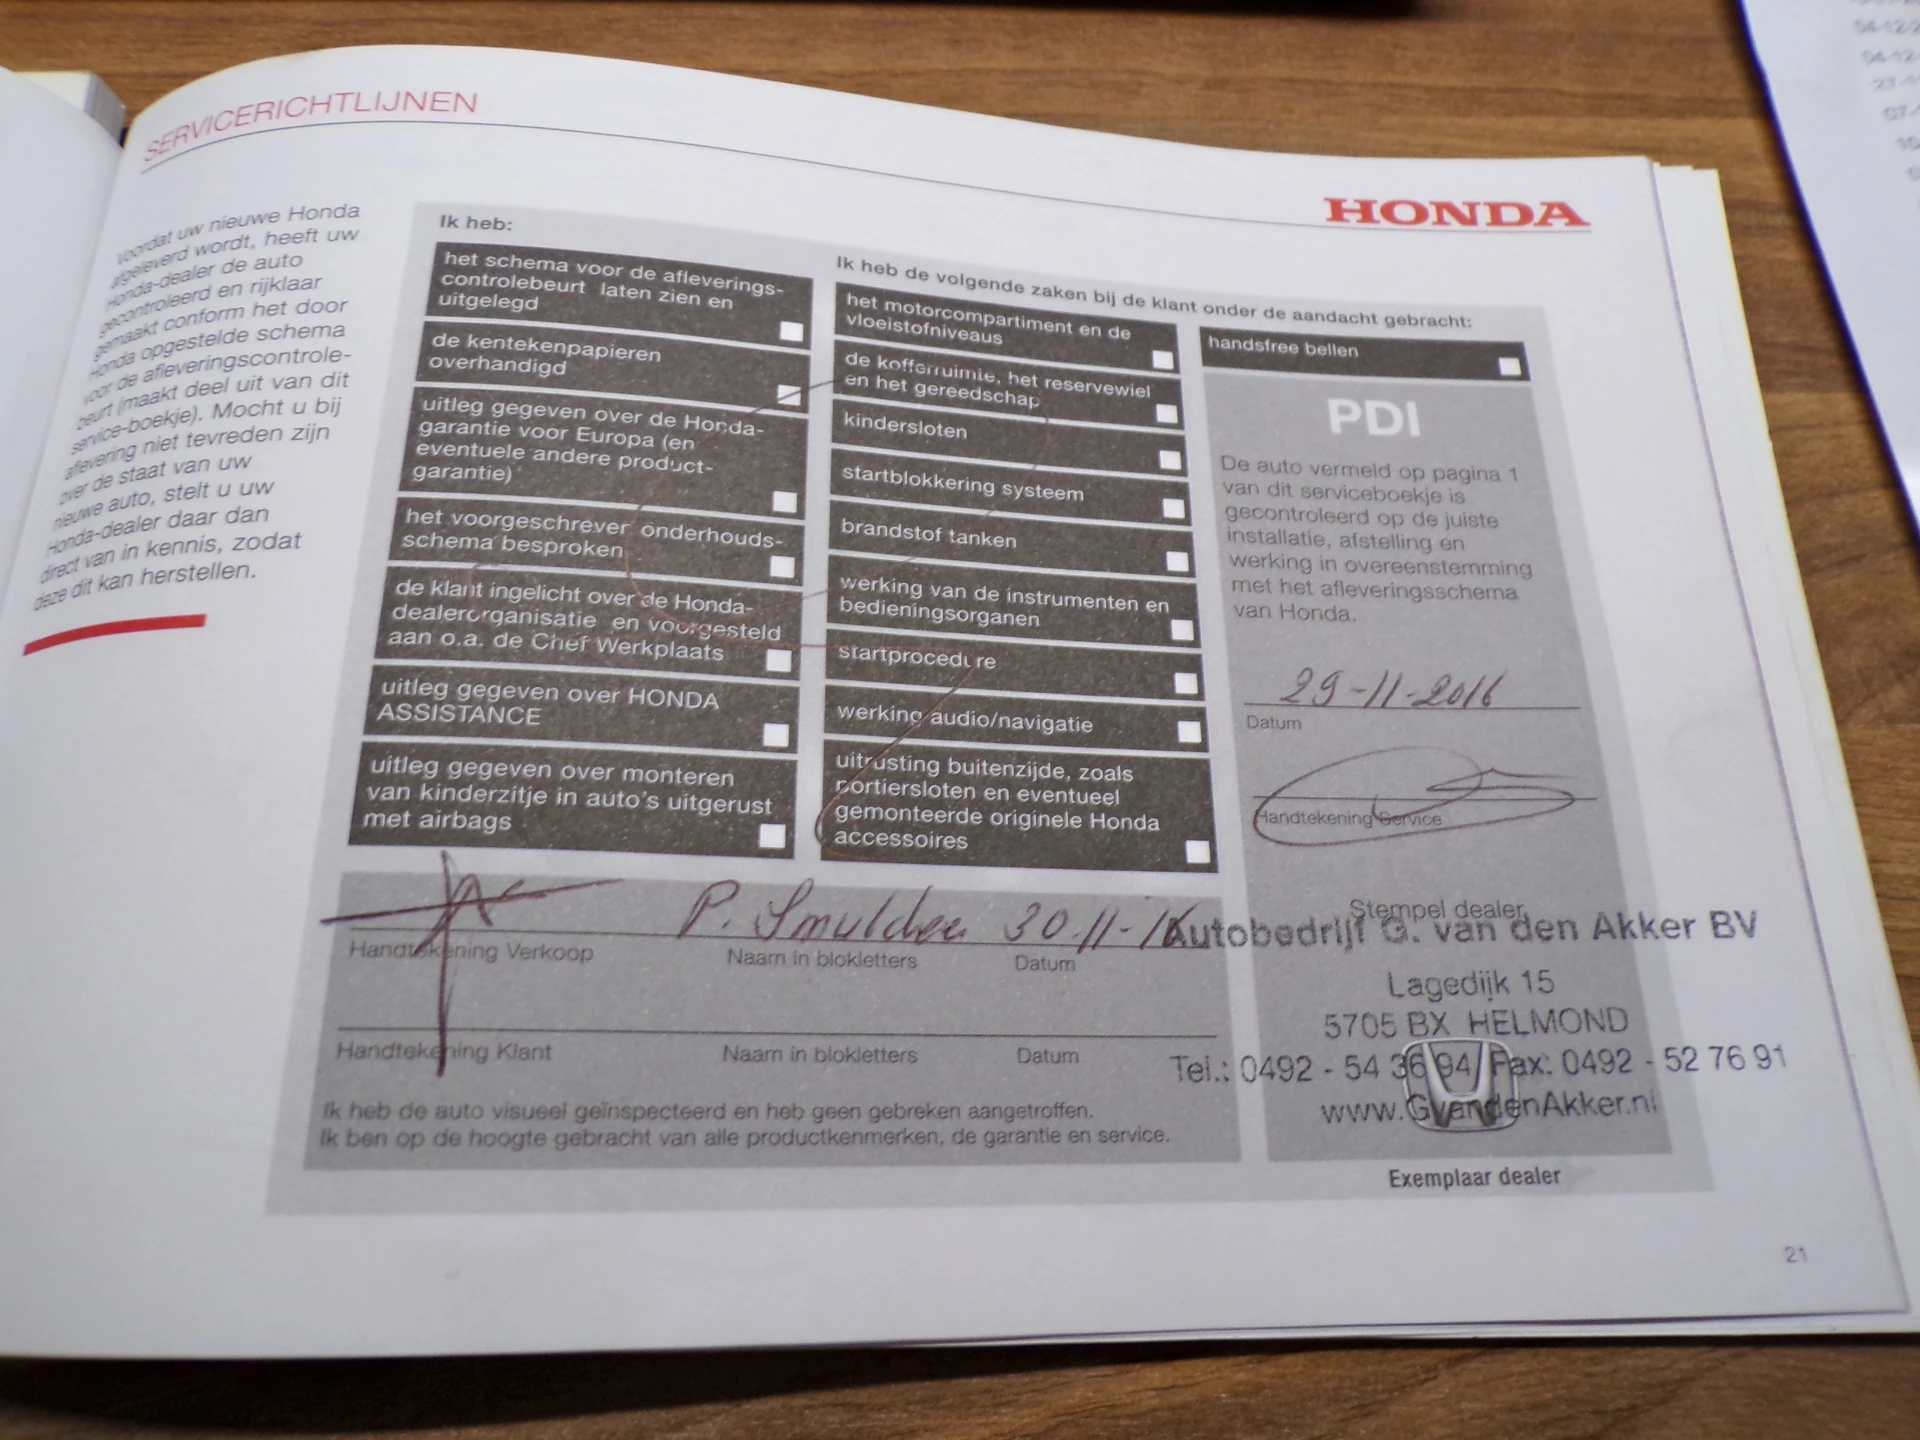 SERVICERICHTLIJNEN
HONDA
Voordat uw nieuwe Honda
afgeleverd wordt, heeft uw
Honda-dealer de auto
gecontroleerd en rijklaar
gemaakt conform het door
Honda opgestelde schema
voor de afleveringscontrole-
beurt (maakt deel uit van dit
service-boekje). Mocht u bij
aflevering niet tevreden zijn
over de staat van uw
nieuwe auto, stelt u uw
Honda-dealer daar dan
direct van in kennis, zodat
deze dit kan herstellen.
Ik heb:
het schema voor de afleverings-
controlebeurt laten zien en
uitgelegd
de kentekenpapieren
overhandigd
uitleg gegeven over de Honda-
garantie voor Europa (en
eventuele andere product-
garantie)
het voorgeschreven onderhouds-
schema besproken
de klant ingelicht over de Honda-
dealerorganisatie en voorgesteld
aan o.a. de Chef Werkplaats
uitleg gegeven over HONDA
ASSISTANCE
uitleg gegeven over monteren
van kinderzitje in auto's uitgerust
met airbags
Ik heb de volgende zaken bij de klant onder de aandacht gebracht:
het motorcompartiment en de
vloeistofniveaus
de kofferruimte, het reservewiel
en het gereedschap
kindersloten
startblokkering systeem
brandstof tanken
werking van de instrumenten en
bedieningsorganen
startprocedure
werking audio/navigatie
uitrusting buitenzijde, zoals
portiersloten en eventueel
gemonteerde originele Honda
accessoires
handsfree bellen
PDI
De auto vermeld op pagina 1
van dit serviceboekje is
gecontroleerd op de juiste
installatie, afstelling en
werking in overeenstemming
met het afleveringsschema
van Honda.
29-11-2016
Datum
Handtekening Service
Stempel dealer
Autobedrijf G. van den Akker BV
Lagedijk 15
5705 BX HELMOND
Tel.: 0492 - 54 36 94 / Fax: 0492 - 52 76 91
www.GvandenAkker.nl
Exemplaar dealer
P. Smulders 30-11-16
Handtekening Verkoop Naam in blokletters Datum
Handtekening Klant Naam in blokletters Datum
Ik heb de auto visueel geïnspecteerd en heb geen gebreken aangetroffen.
Ik ben op de hoogte gebracht van alle productkenmerken, de garantie en service.
21